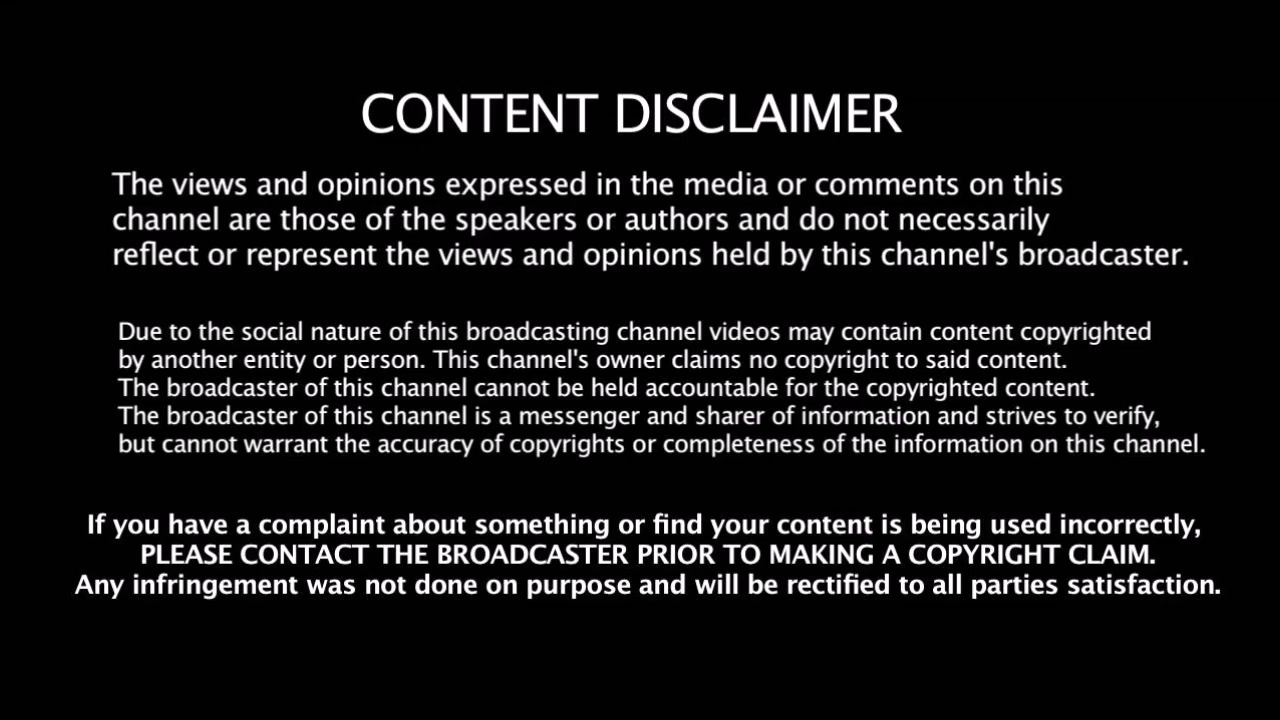 CONTENT DISCLAIMER
The views and opinions expressed in the media or comments on this
channel are those of the speakers or authors and do not necessarily
reflect or represent the views and opinions held by this channel's broadcaster.
Due to the social nature of this broadcasting channel videos may contain content copyrighted
by another entity or person. This channel's owner claims no copyright to said content.
The broadcaster of this channel cannot be held accountable for the copyrighted content.
The broadcaster of this channel is a messenger and sharer of information and strives to verify,
but cannot warrant the accuracy of copyrights or completeness of the information on this channel.
If you have a complaint about something or find your content is being used incorrectly,
PLEASE CONTACT THE BROADCASTER PRIOR TO MAKING A COPYRIGHT CLAIM.
Any infringement was not done on purpose and will be rectified to all parties satisfaction.